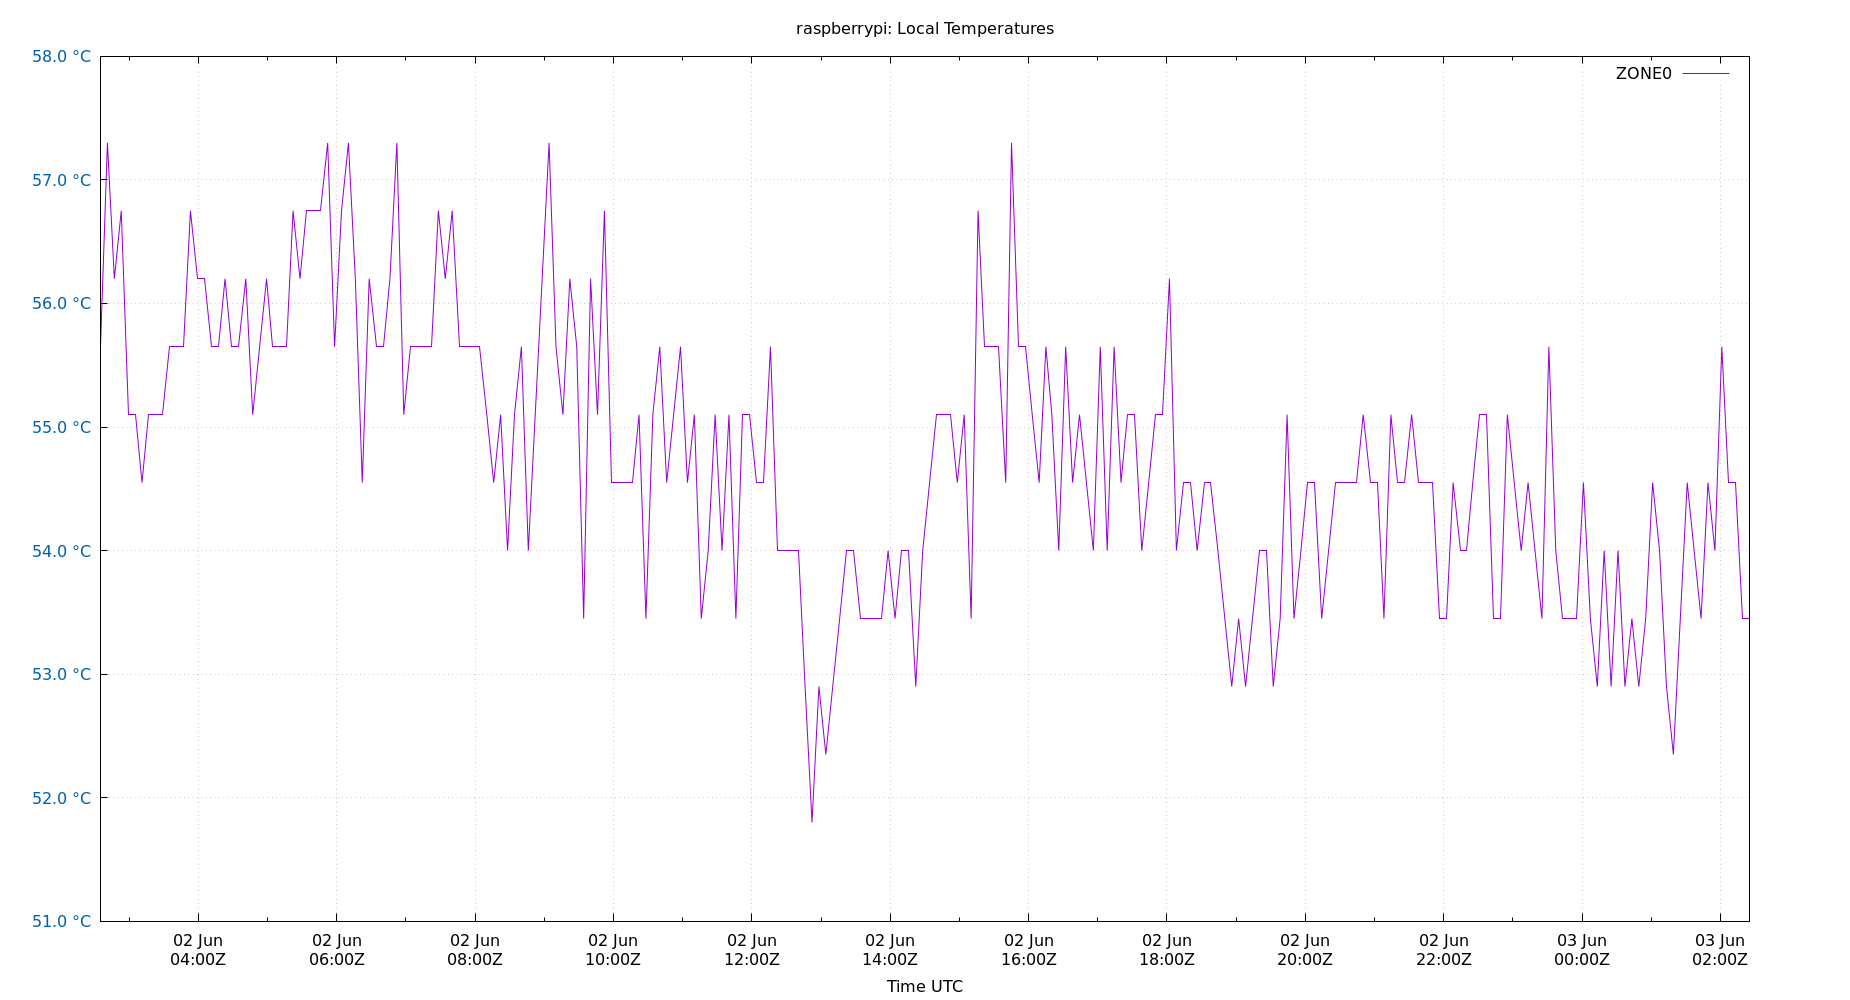 raspberrypi: Local Temperatures
58.0 °C
ZONE0
57.0 °C
56.0 °C
55.0 °C
54.0 °C
53.0 °C
52.0 °C
51.0 °C
02 Jun 02 Jun 02 Jun 02 Jun 02 Jun 02 Jun 02 Jun 02 Jun 02 Jun 02 Jun 03 Jun 03 Jun
04:00Z 06:00Z 08:00Z 10:00Z 12:00Z 14:00Z 16:00Z 18:00Z 20:00Z 22:00Z 00:00Z 02:00Z
Time UTC